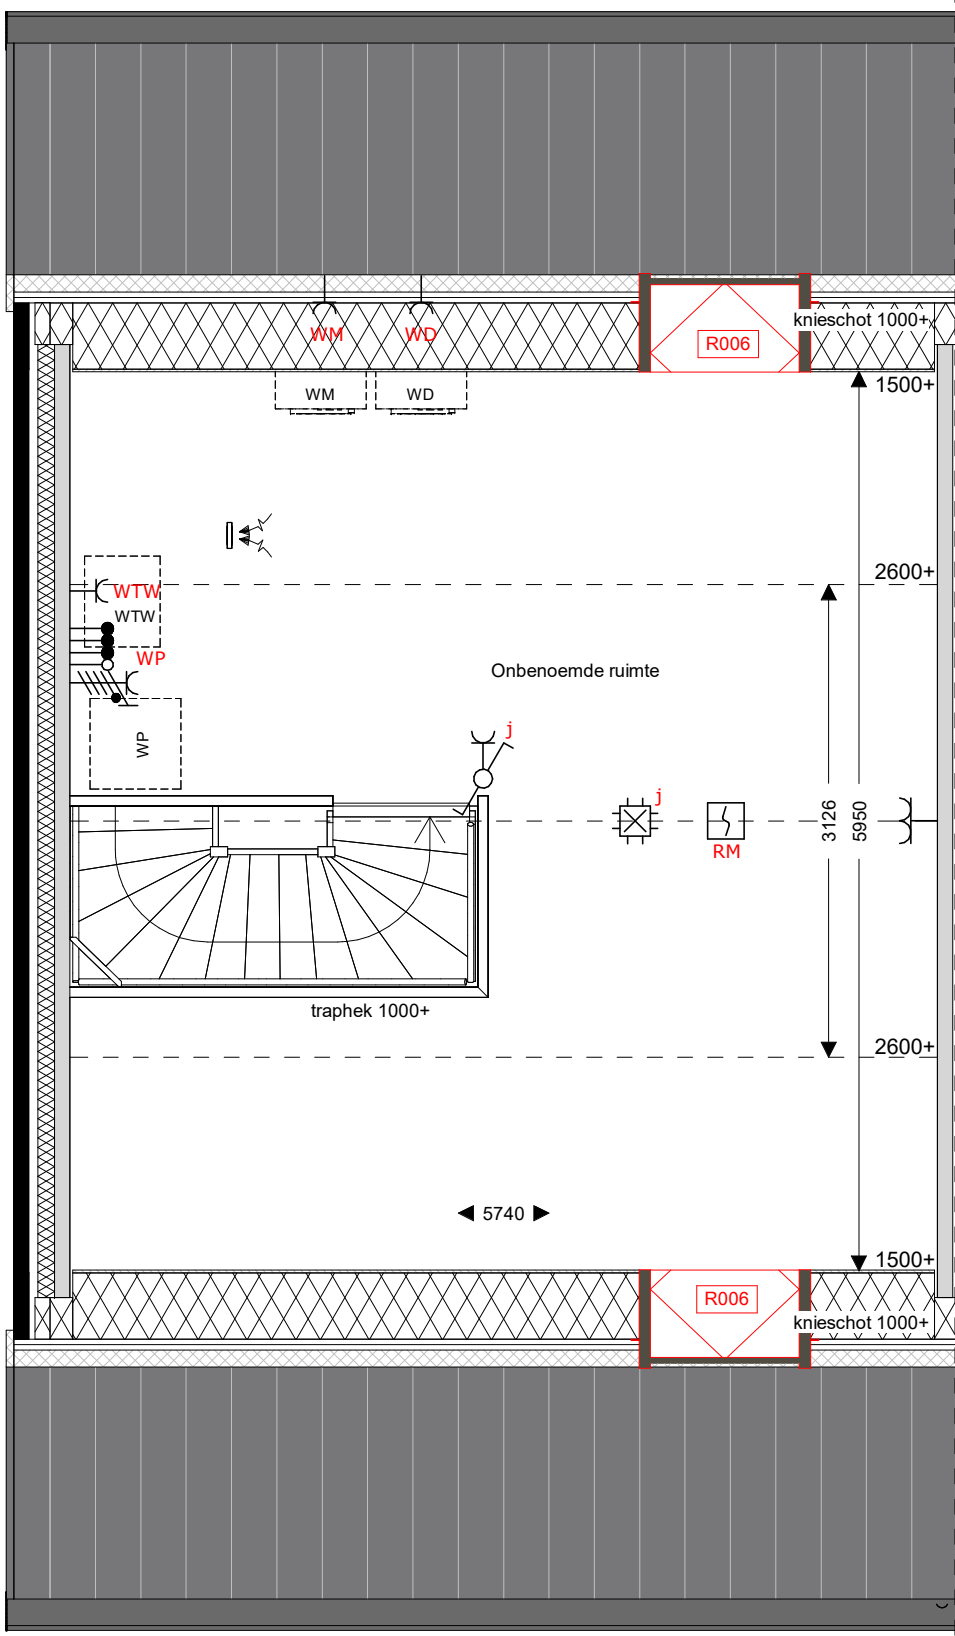 knieschot 1000+
WM
WD
R006
1500+
WM
WD
2600+
WTW
WTW
WP
Onbenoemde ruimte
j
WP
j
RM
3126
5950
traphek 1000+
2600+
5740
1500+
R006
knieschot 1000+